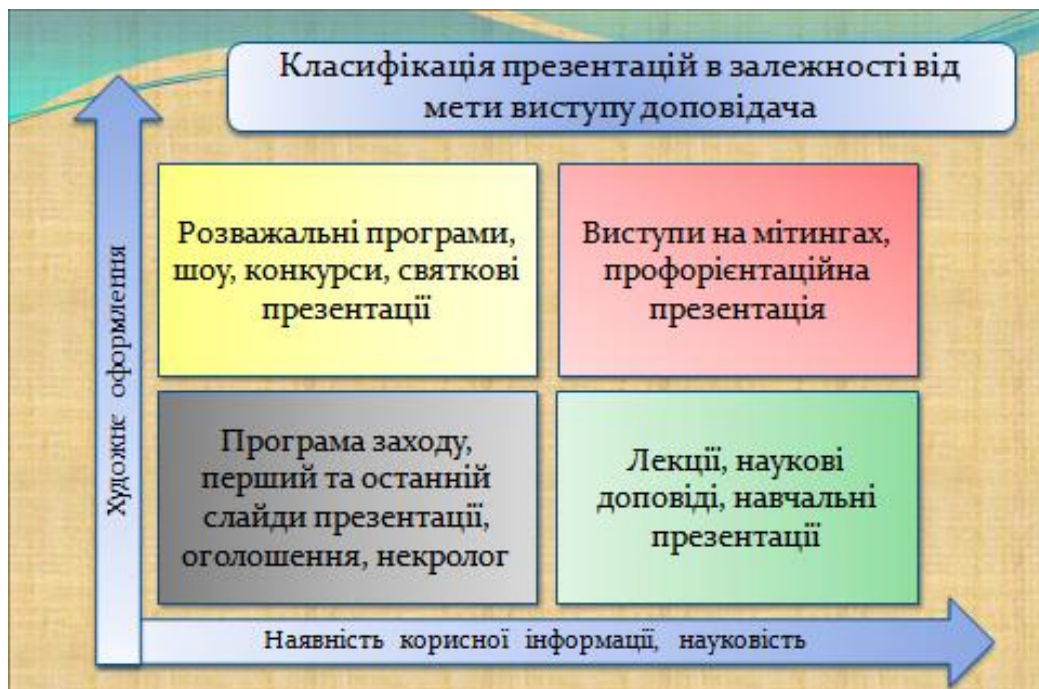 Класифікація презентацій в залежності від
мети виступу доповідача
Художнє оформлення
Розважальні програми,
шоу, конкурси, святкові
презентації
Виступи на мітингах,
профорієнтаційна
презентація
Програма заходу,
перший та останній
слайди презентації,
оголошення, некролог
Лекції, наукові
доповіді, навчальні
презентації
Наявність корисної інформації, науковість